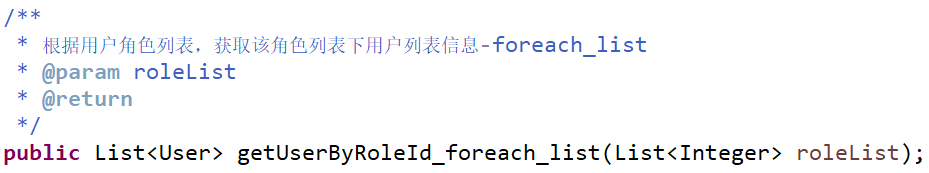 /**
 * 根据用户角色列表，获取该角色列表下用户列表信息-foreach_list
 * @param roleList
 * @return
 */
public List<User> getUserByRoleId_foreach_list(List<Integer> roleList);